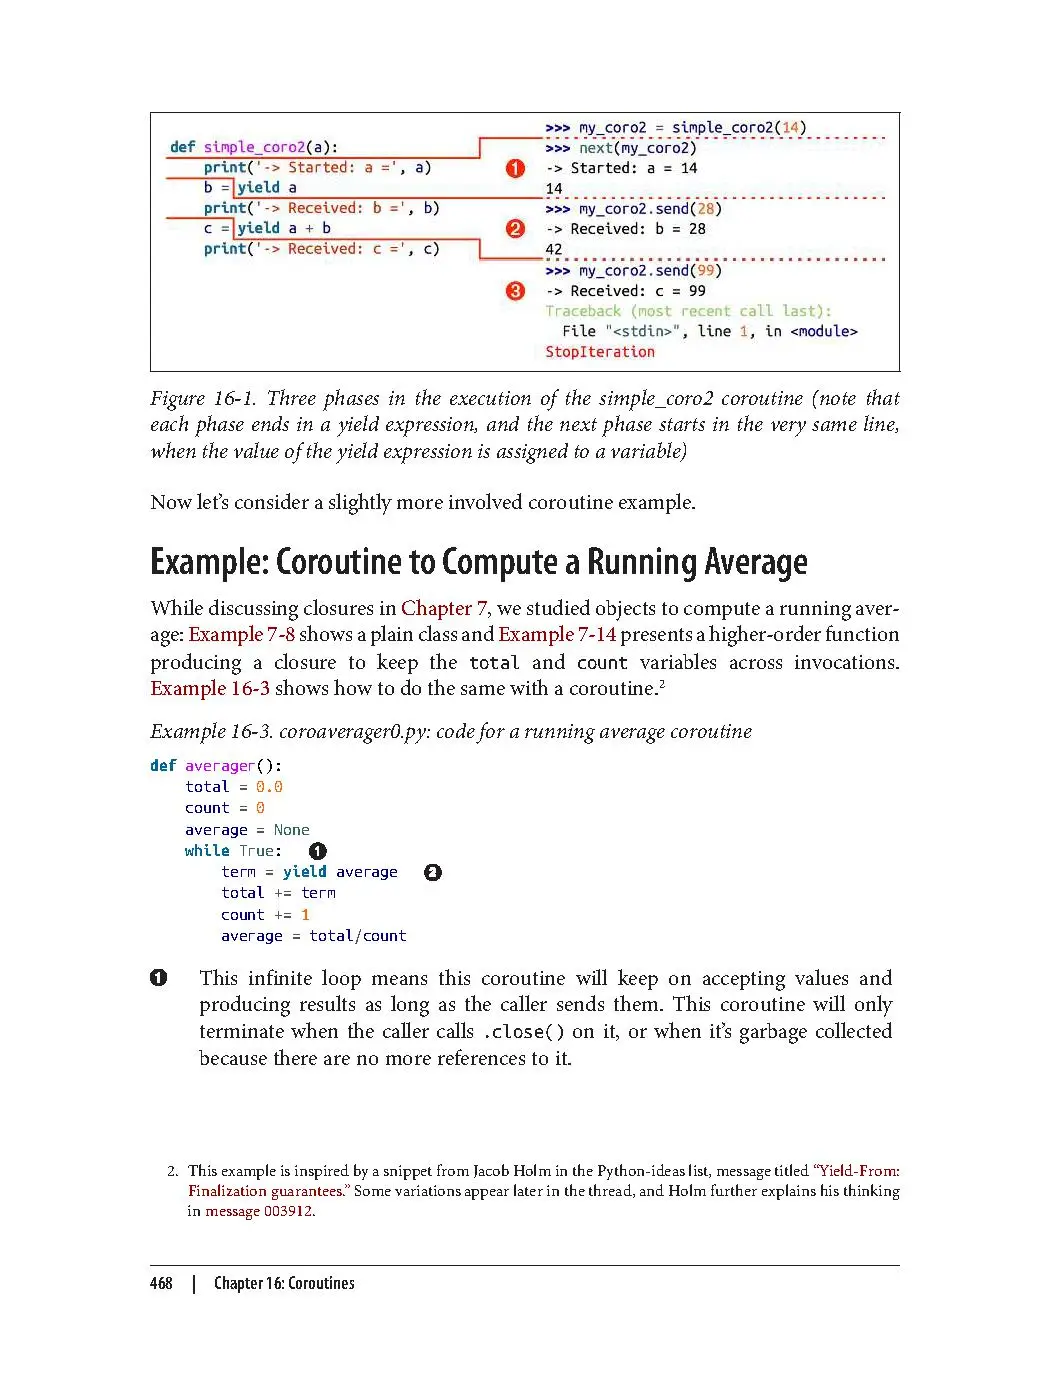 def simple_coro2(a):
    print('-> Started: a =', a)
    b = yield a
    print('-> Received: b =', b)
    c = yield a + b
    print('-> Received: c =', c)
>>> my_coro2 = simple_coro2(14)
>>> next(my_coro2)
1 -> Started: a = 14
14
>>> my_coro2.send(28)
2 -> Received: b = 28
42
>>> my_coro2.send(99)
3 -> Received: c = 99
Traceback (most recent call last):
  File "<stdin>", line 1, in <module>
StopIteration
Figure 16-1. Three phases in the execution of the simple_coro2 coroutine (note that
each phase ends in a yield expression, and the next phase starts in the very same line,
when the value of the yield expression is assigned to a variable)
Now let’s consider a slightly more involved coroutine example.
Example: Coroutine to Compute a Running Average
While discussing closures in Chapter 7, we studied objects to compute a running aver-
age: Example 7-8 shows a plain class and Example 7-14 presents a higher-order function
producing a closure to keep the total and count variables across invocations.
Example 16-3 shows how to do the same with a coroutine.2
Example 16-3. coroaverager0.py: code for a running average coroutine
def averager():
    total = 0.0
    count = 0
    average = None
    while True: 1
        term = yield average 2
        total += term
        count += 1
        average = total/count
1 This infinite loop means this coroutine will keep on accepting values and
producing results as long as the caller sends them. This coroutine will only
terminate when the caller calls .close() on it, or when it’s garbage collected
because there are no more references to it.
2. This example is inspired by a snippet from Jacob Holm in the Python-ideas list, message titled “Yield-From:
Finalization guarantees.” Some variations appear later in the thread, and Holm further explains his thinking
in message 003912.
468 | Chapter 16: Coroutines